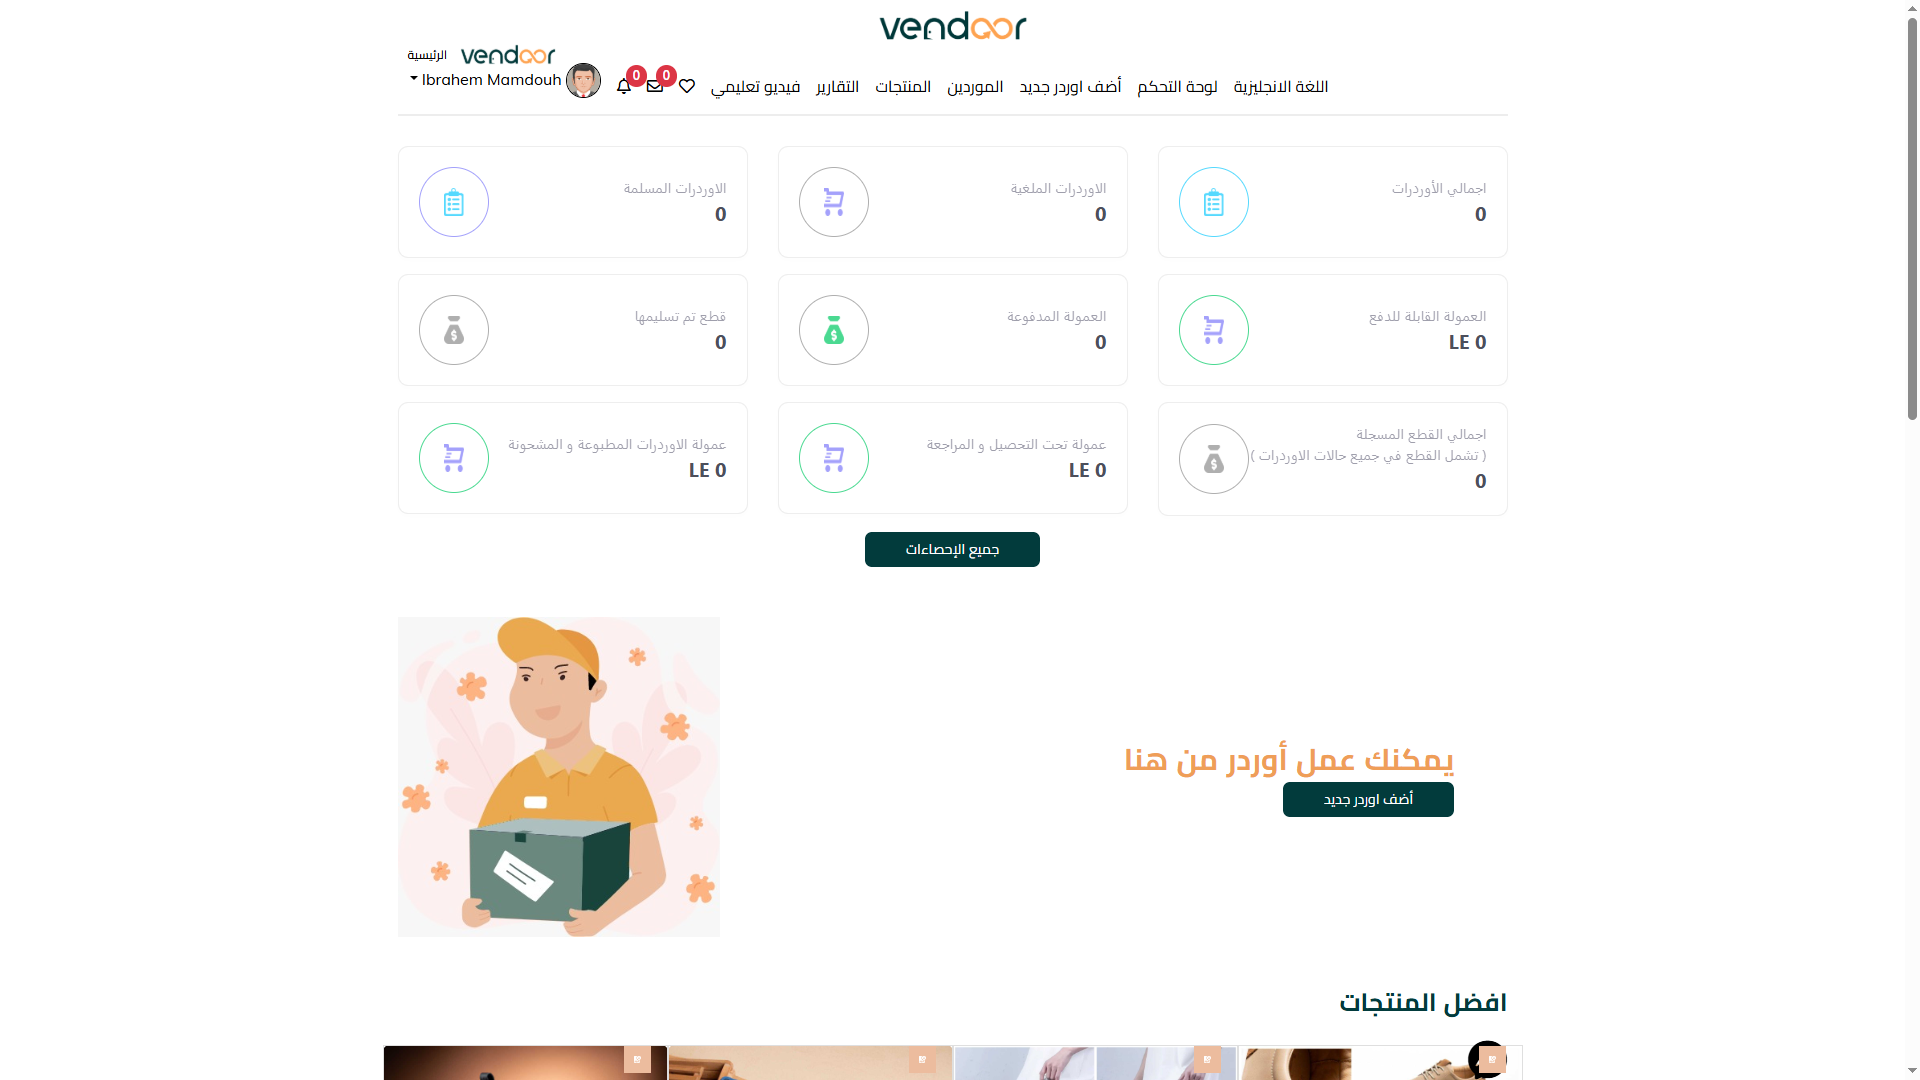 vendoor
الرئيسية
vendoor
Ibrahem Mamdouh
0
0
اللغة الانجليزية
لوحة التحكم
أضف اوردر جديد
الموردين
المنتجات
التقارير
فيديو تعليمي
اجمالي الأوردرات
0
الاوردرات الملغية
0
الاوردرات المسلمة
0
العمولة القابلة للدفع
LE 0
العمولة المدفوعة
0
قطع تم تسليمها
0
اجمالي القطع المسجلة
( تشمل القطع في جميع حالات الاوردرات )
0
عمولة تحت التحصيل و المراجعة
LE 0
عمولة الاوردرات المطبوعة و المشحونة
LE 0
جميع الإحصاءات
يمكنك عمل أوردر من هنا
أضف اوردر جديد
افضل المنتجات